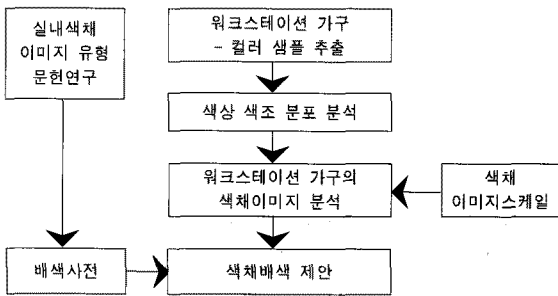 실내색채
이미지 유형
문헌연구
워크스테이션 가구
- 컬러 샘플 추출
색상 색조 분포 분석
워크스테이션 가구의
색채이미지 분석
색채
이미지스케일
배색사전
색채배색 제안